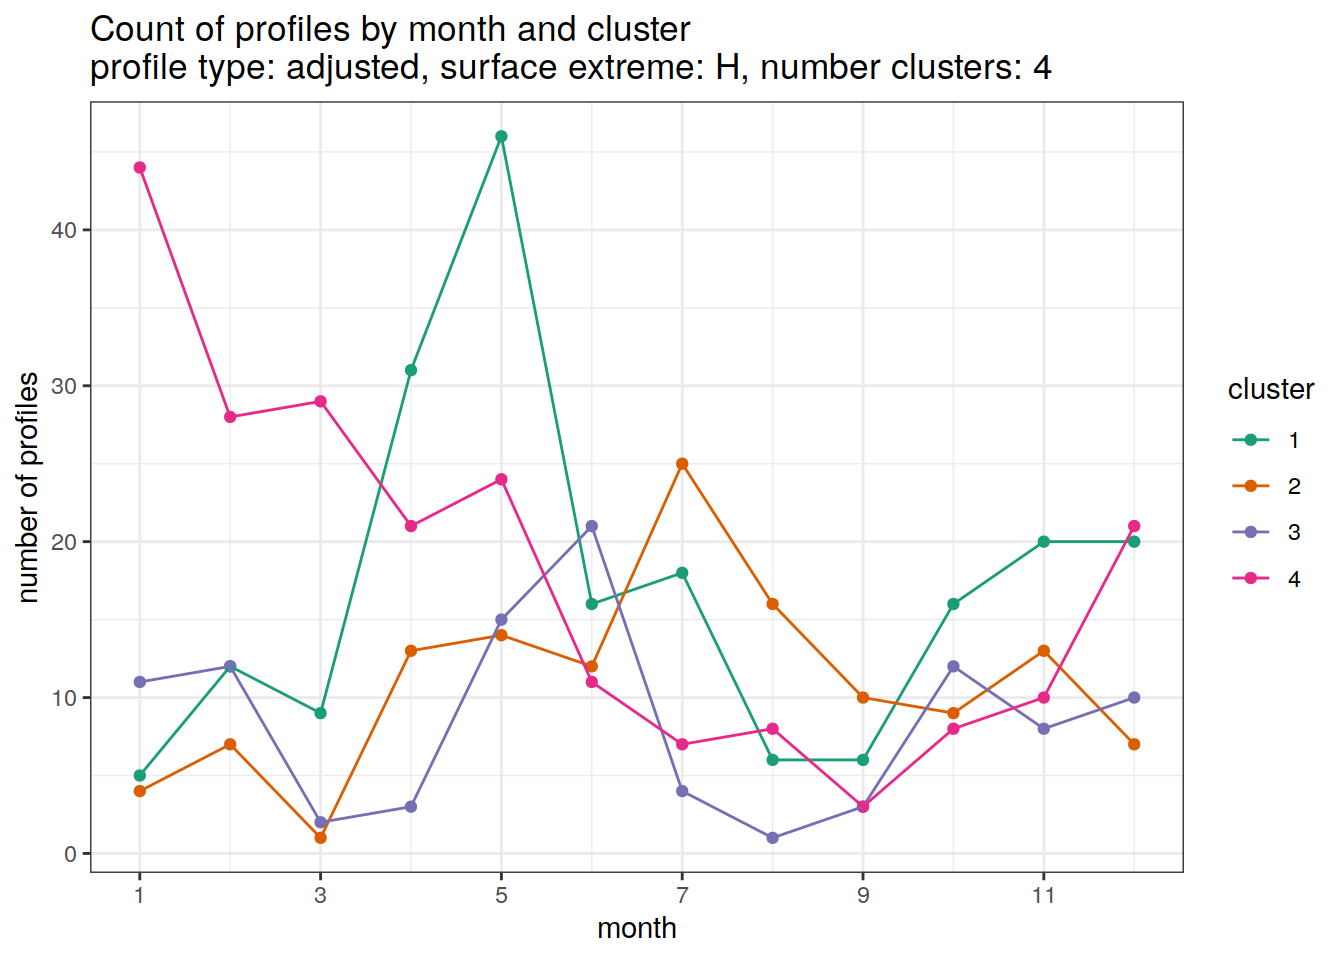 Count of profiles by month and cluster
profile type: adjusted, surface extreme: H, number clusters: 4
number of profiles
40
30
20
10
0
1 3 5 7 9 11
month
cluster
1
2
3
4